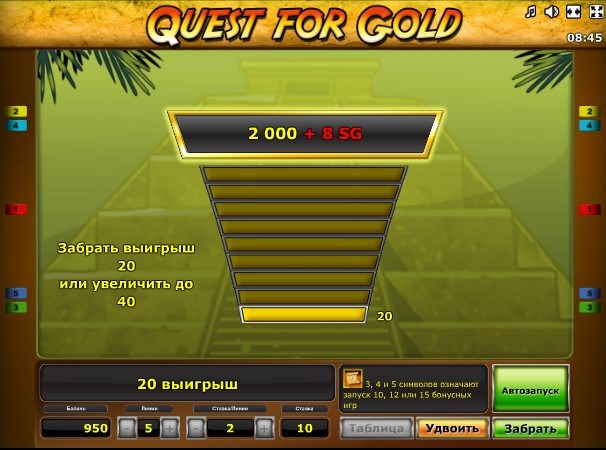 QUEST FOR GOLD
08:45
2 000 + 8 SG
2
4
2
4
1
1
Забрать выигрыш
20
или увеличить до
40
5
3
5
3
20
20 выигрыш
3, 4 и 5 символов означают
запуск 10, 12 или 15 бонусных
игр
Автозапуск
Баланс Линии Ставка/Линии Ставка
950 - 5 + - 2 + 10 Таблица Удвоить Забрать